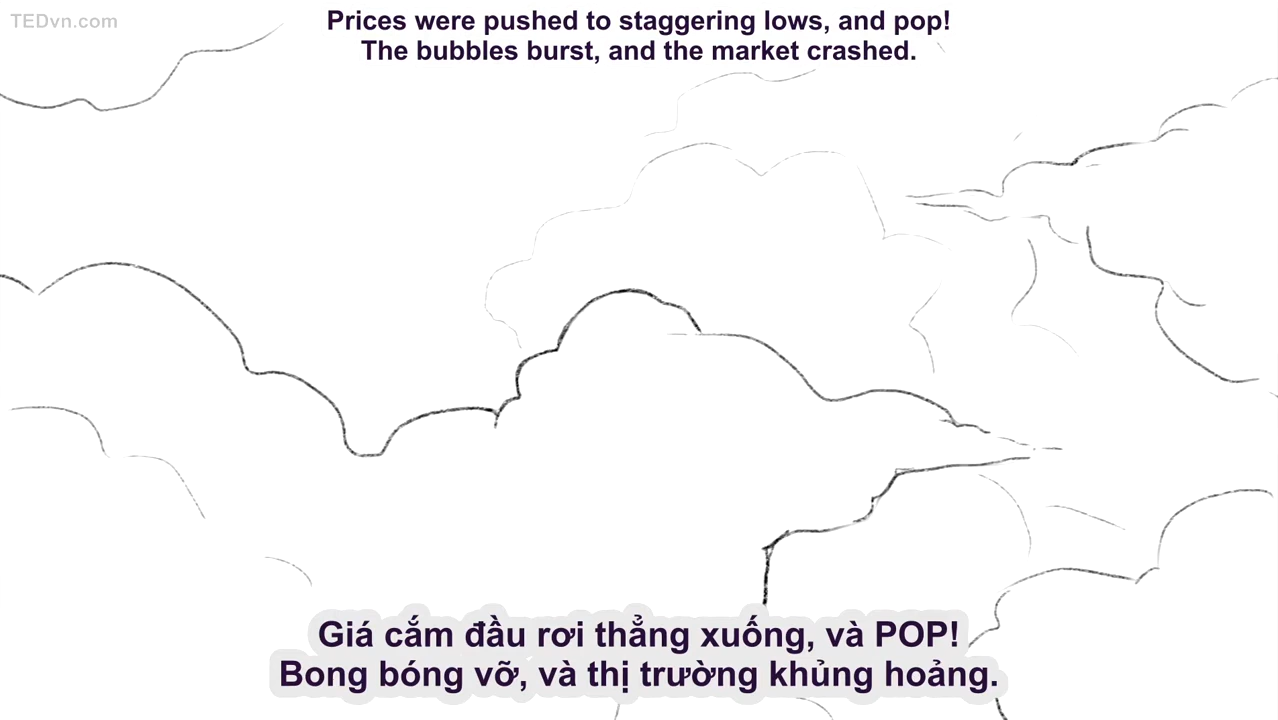 TEDvn.com
Prices were pushed to staggering lows, and pop!
The bubbles burst, and the market crashed.
Giá cắm đầu rơi thẳng xuống, và POP!
Bong bóng vỡ, và thị trường khủng hoảng.